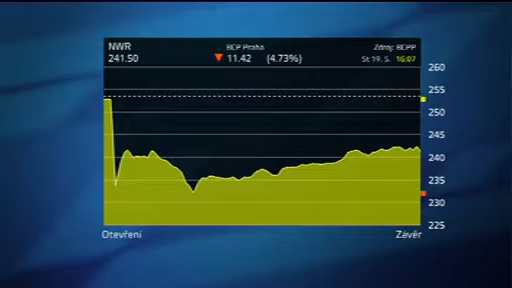 NWR BCP Praha Zdroj: BCPP
241.50 11.42 (4.73%) St 19. 5. 16:07
260
255
250
245
240
235
230
225
Otevření Závěr